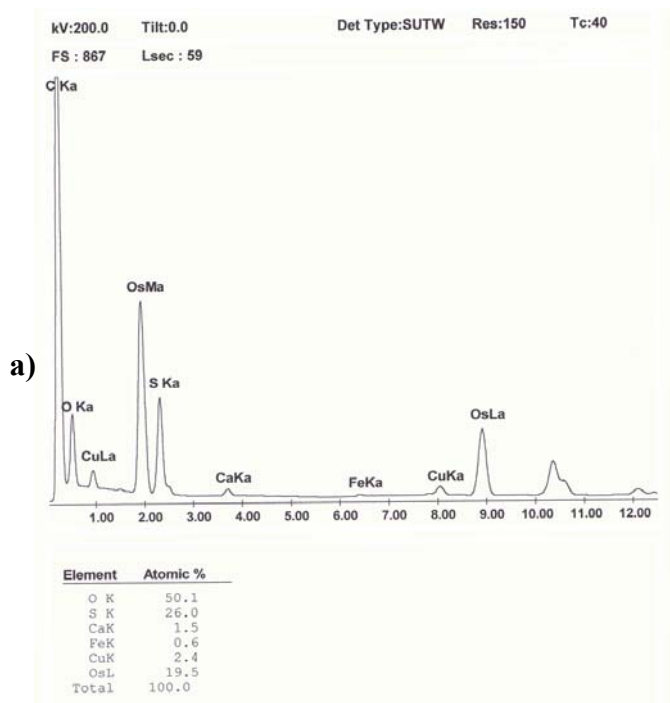 kV:200.0 Tilt:0.0 Det Type:SUTW Res:150 Tc:40
FS : 867 Lsec : 59
C Ka
OsMa
a)
S Ka
O Ka
OsLa
CuLa
CaKa
FeKa
CuKa
1.00 2.00 3.00 4.00 5.00 6.00 7.00 8.00 9.00 10.00 11.00 12.00
Element Atomic %
O K 50.1
S K 26.0
CaK 1.5
FeK 0.6
CuK 2.4
OsL 19.5
Total 100.0